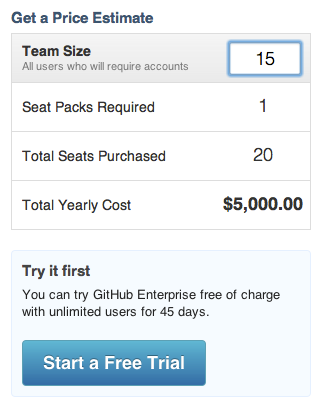 Get a Price Estimate
Team Size
All users who will require accounts
15
Seat Packs Required 1
Total Seats Purchased 20
Total Yearly Cost $5,000.00
Try it first
You can try GitHub Enterprise free of charge
with unlimited users for 45 days.
Start a Free Trial